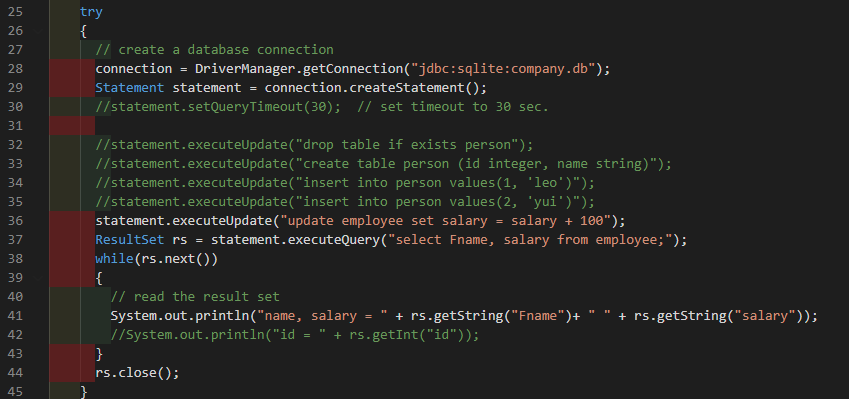 25 try
26 {
27 // create a database connection
28 connection = DriverManager.getConnection("jdbc:sqlite:company.db");
29 Statement statement = connection.createStatement();
30 //statement.setQueryTimeout(30);  // set timeout to 30 sec.
31
32 //statement.executeUpdate("drop table if exists person");
33 //statement.executeUpdate("create table person (id integer, name string)");
34 //statement.executeUpdate("insert into person values(1, 'leo')");
35 //statement.executeUpdate("insert into person values(2, 'yui')");
36 statement.executeUpdate("update employee set salary = salary + 100");
37 ResultSet rs = statement.executeQuery("select Fname, salary from employee;");
38 while(rs.next())
39 {
40 // read the result set
41 System.out.println("name, salary = " + rs.getString("Fname")+ " " + rs.getString("salary"));
42 //System.out.println("id = " + rs.getInt("id"));
43 }
44 rs.close();
45 }